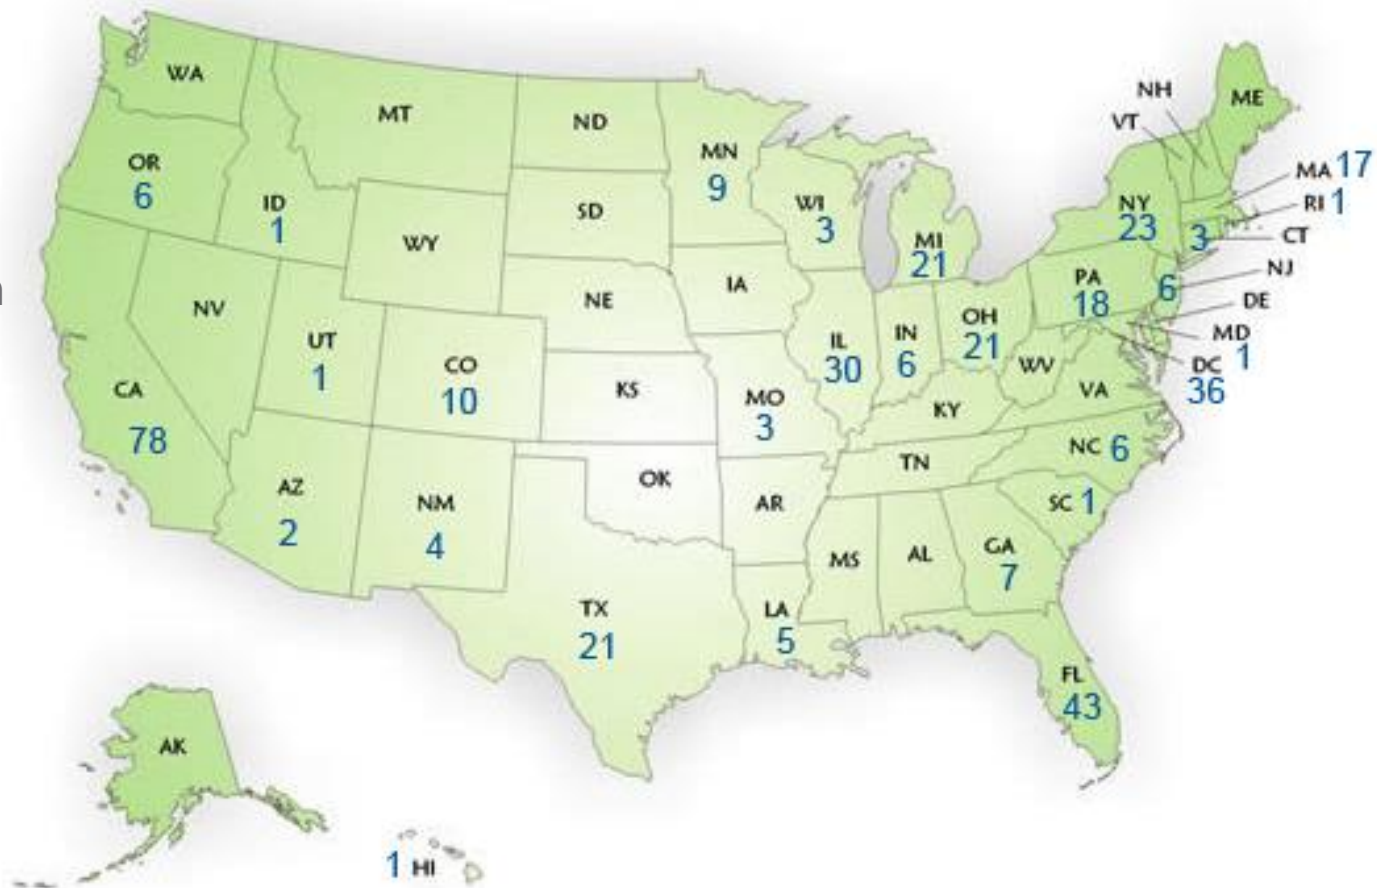 WA
MT
ND
MN
9
OR
6
ID
1
WY
SD
WI
3
MI
21
NH
VT
ME
MA 17
RI 1
NY
23
3
CT
NJ
6
PA
18
DE
MD
1
DC
36
NV
UT
1
CO
10
NE
IA
IL
30
IN
6
OH
21
WV
VA
CA
78
KS
MO
3
KY
NC 6
AZ
2
NM
4
OK
AR
TN
SC 1
MS
AL
GA
7
TX
21
LA
5
FL
43
AK
1 HI